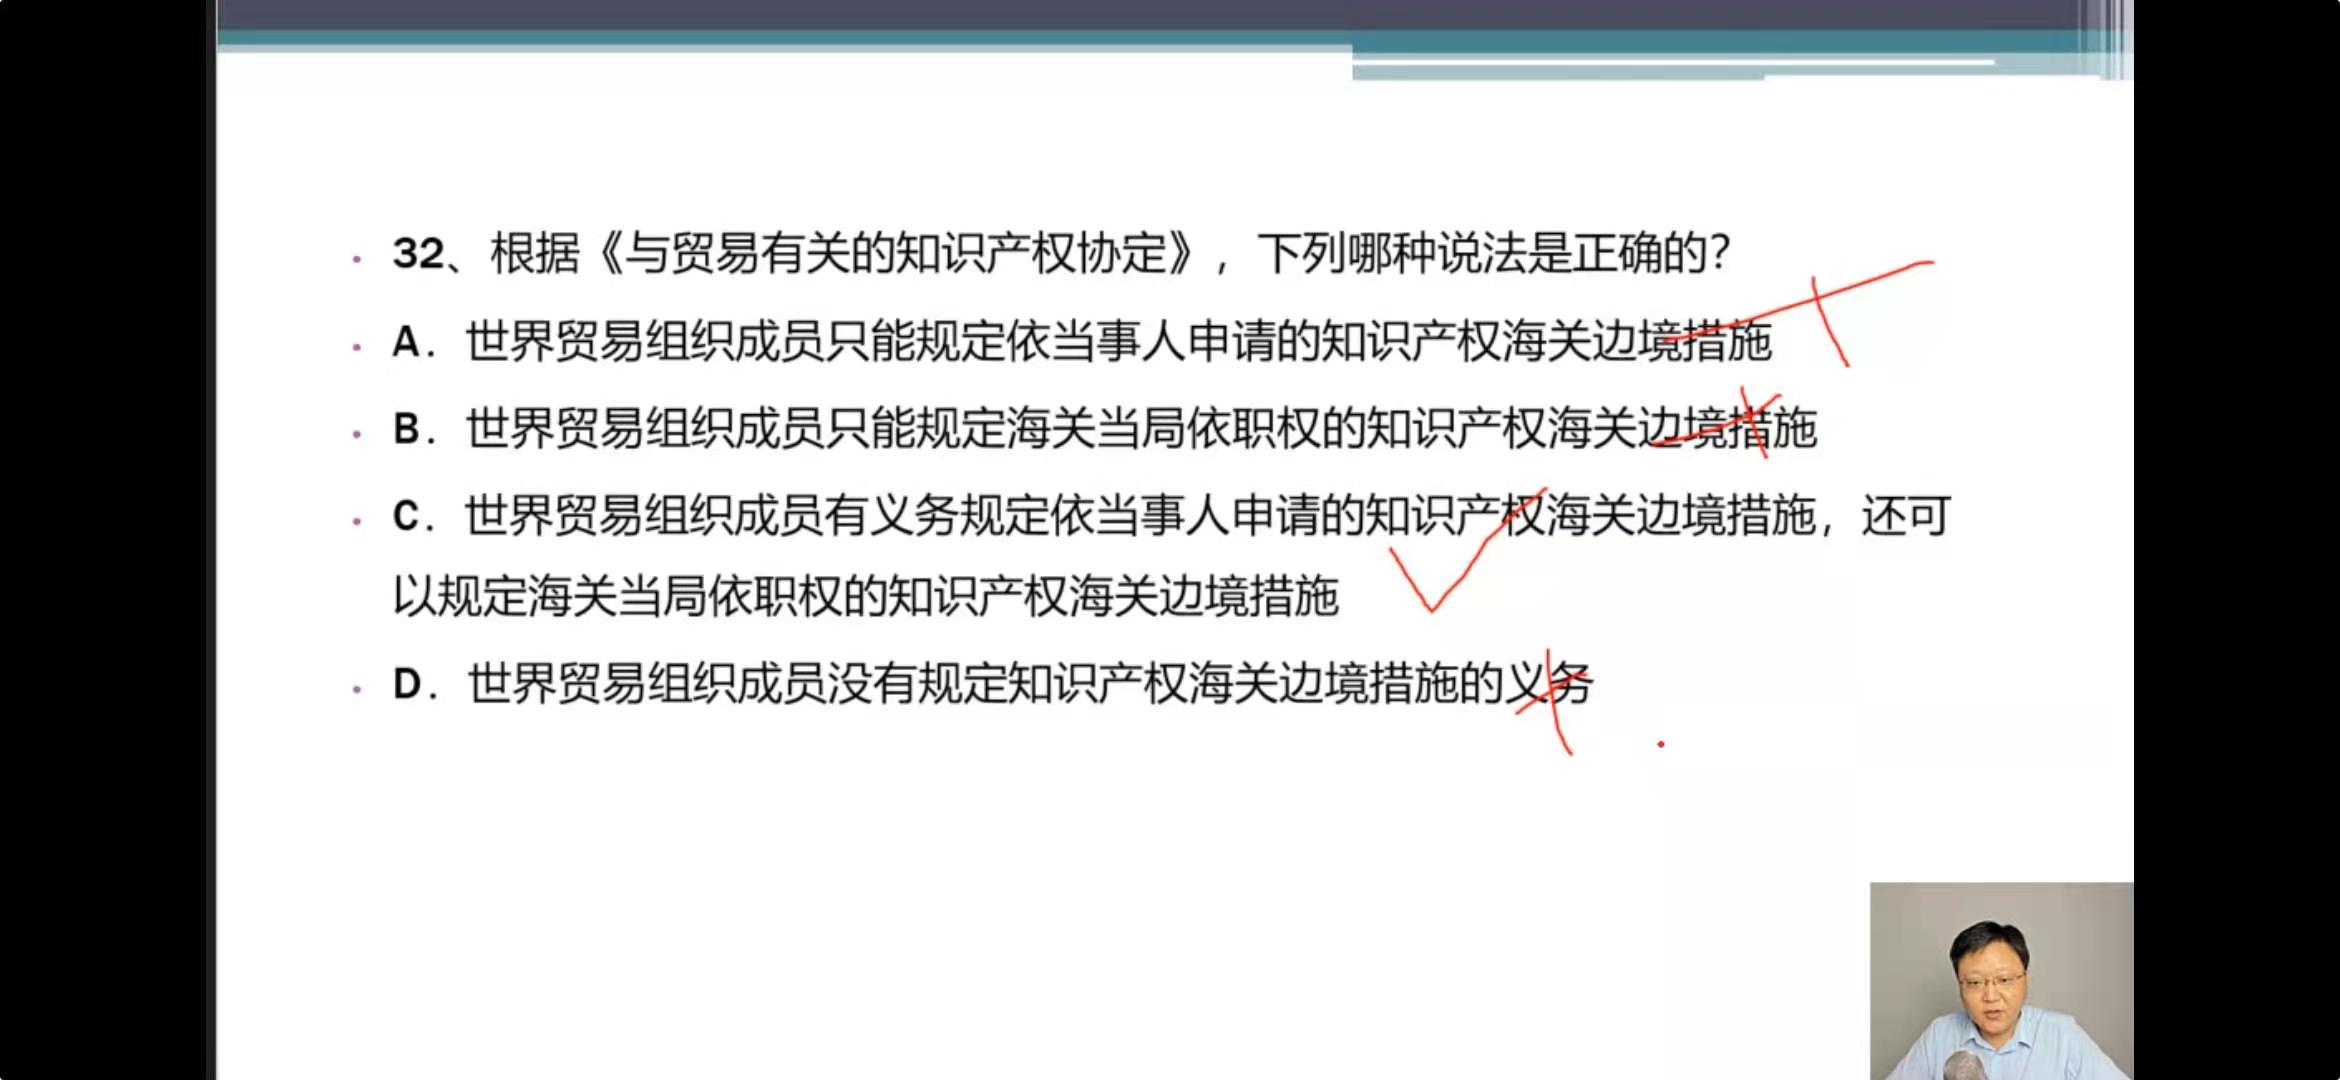 32、根据《与贸易有关的知识产权协定》，下列哪种说法是正确的？
A．世界贸易组织成员只能规定依当事人申请的知识产权海关边境措施
B．世界贸易组织成员只能规定海关当局依职权的知识产权海关边境措施
C．世界贸易组织成员有义务规定依当事人申请的知识产权海关边境措施，还可
以规定海关当局依职权的知识产权海关边境措施
D．世界贸易组织成员没有规定知识产权海关边境措施的义务